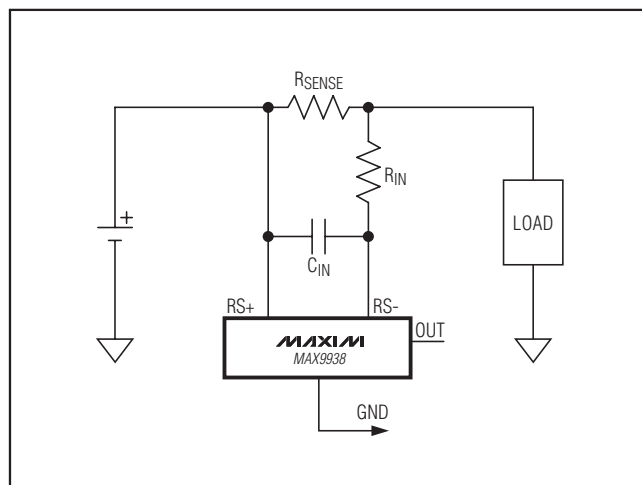 RSENSE
RIN
+
LOAD
CIN
RS+ RS-
MAXIM OUT
MAX9938
GND